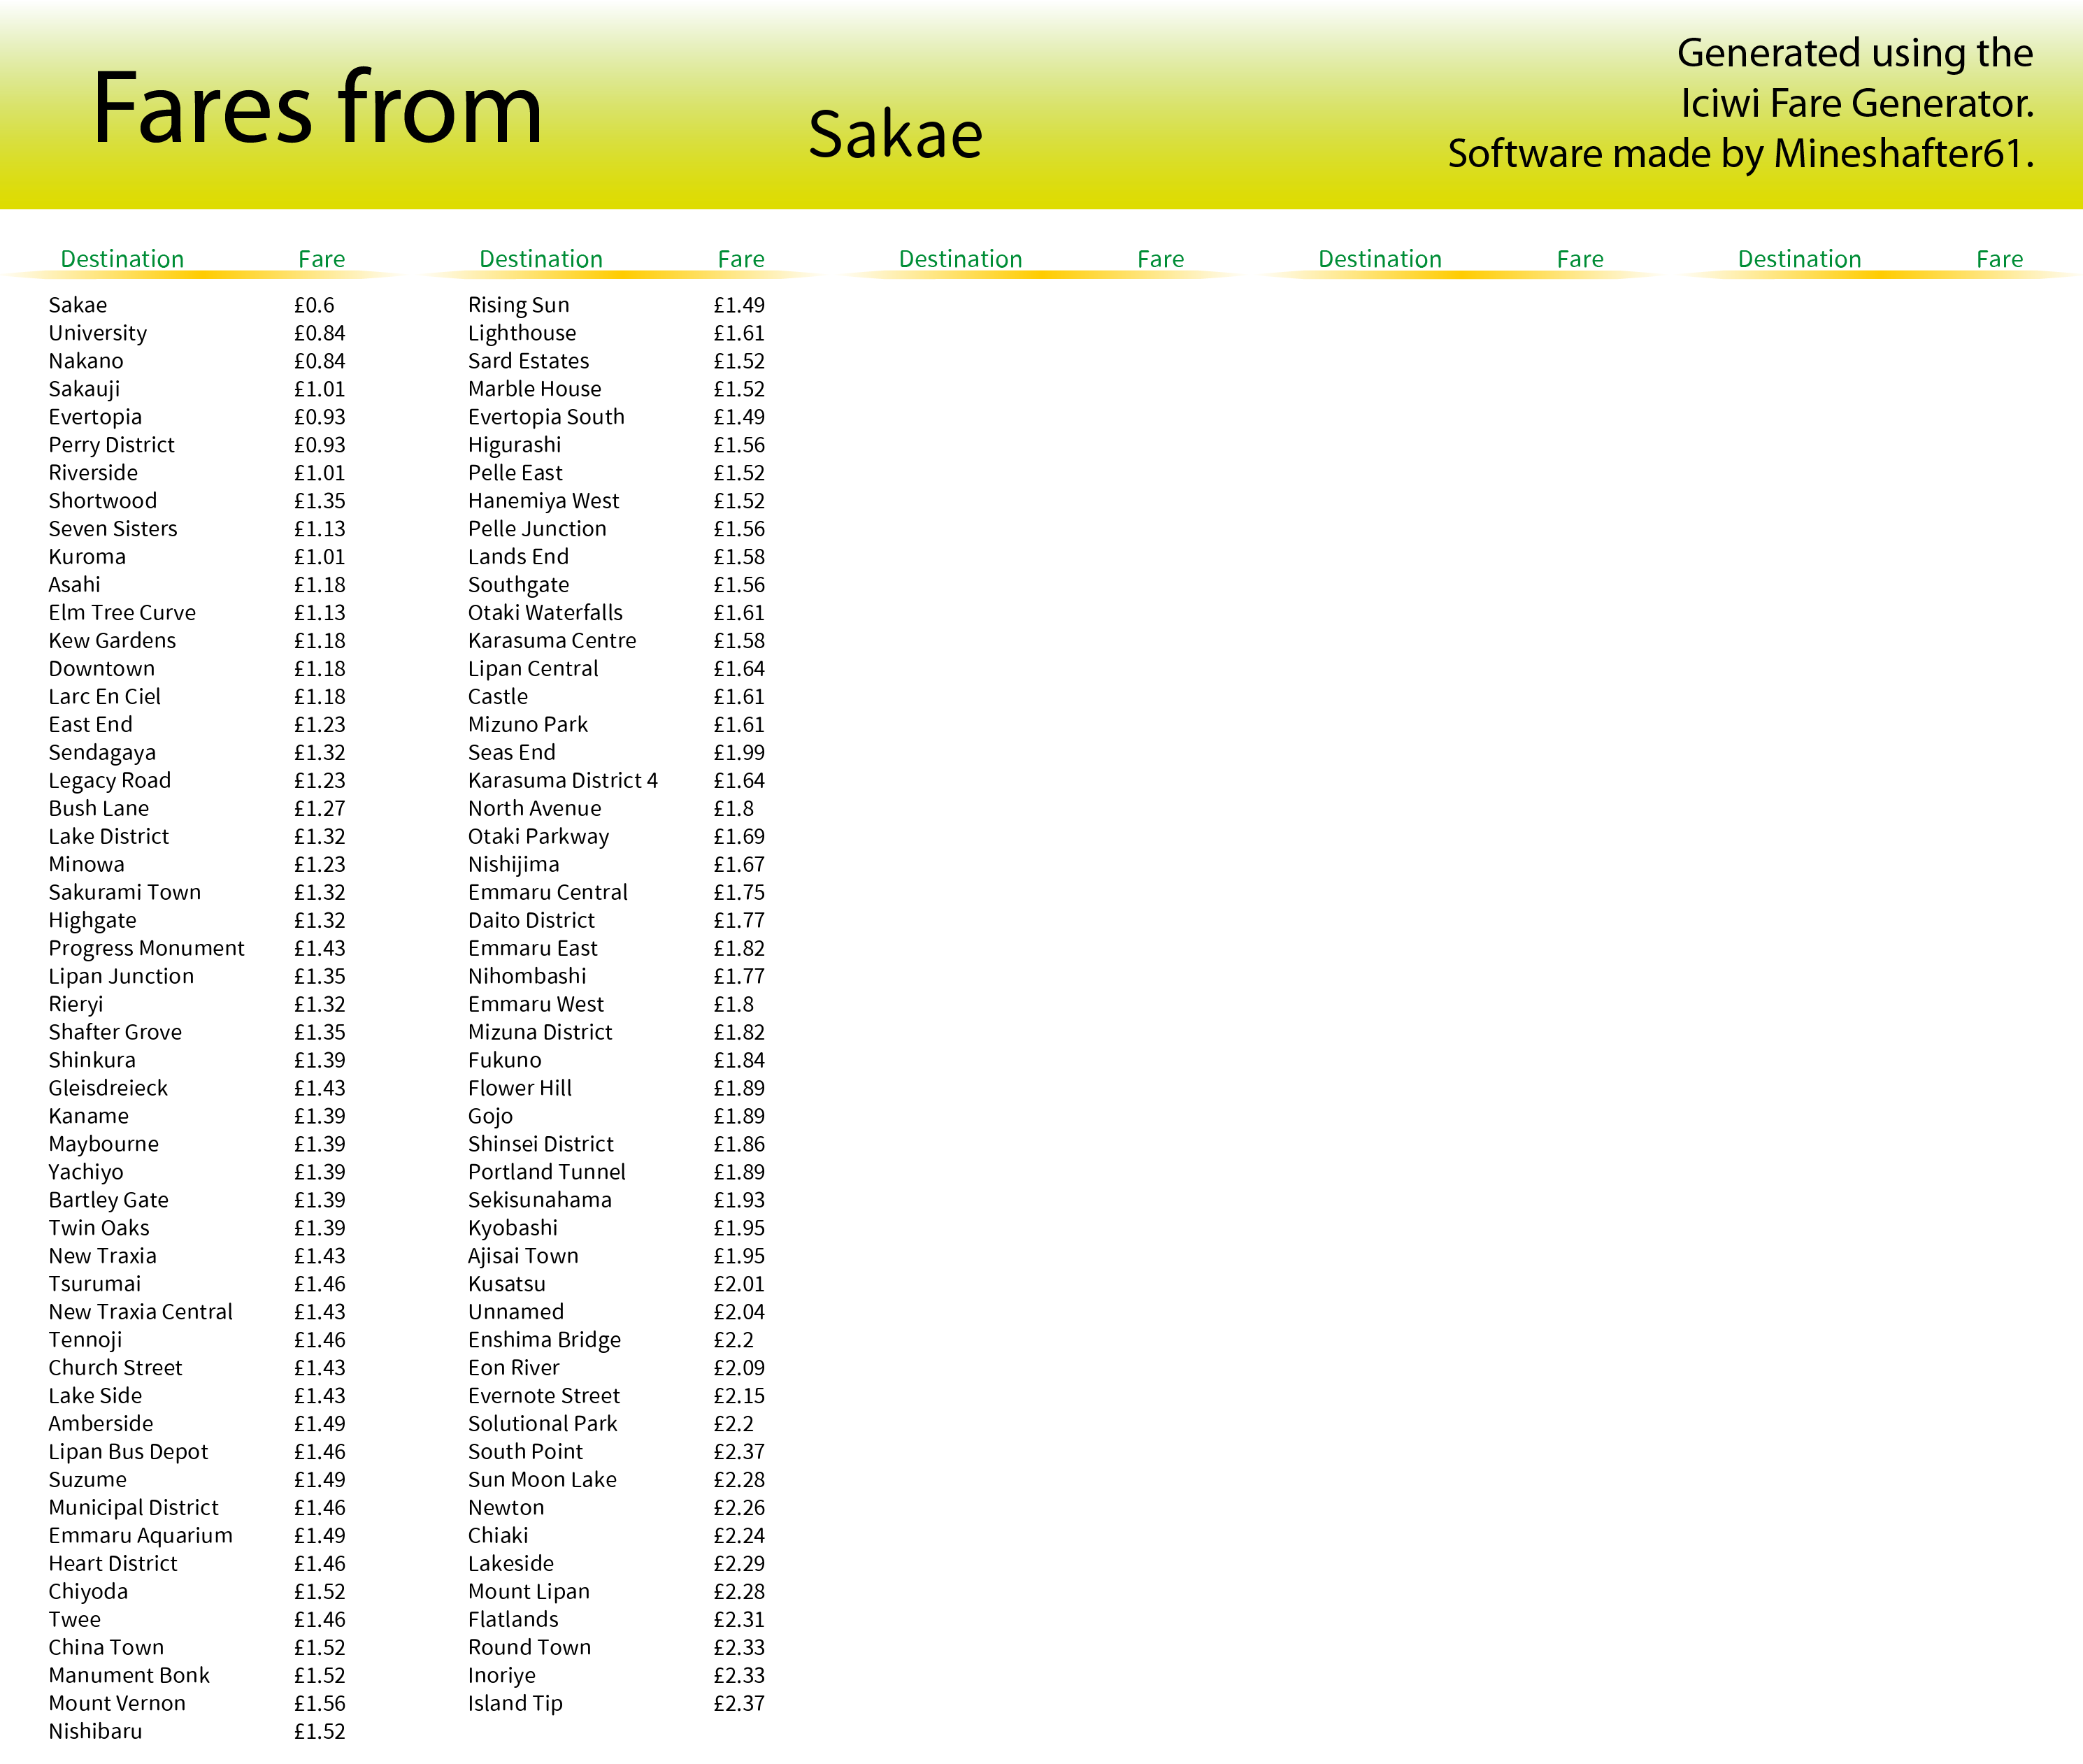 Fares from
Sakae
Generated using the
Iciwi Fare Generator.
Software made by Mineshafter61.
Destination Fare Destination Fare Destination Fare Destination Fare Destination Fare
Sakae £0.6
University £0.84
Nakano £0.84
Sakauji £1.01
Evertopia £0.93
Perry District £0.93
Riverside £1.01
Shortwood £1.35
Seven Sisters £1.13
Kuroma £1.01
Asahi £1.18
Elm Tree Curve £1.13
Kew Gardens £1.18
Downtown £1.18
Larc En Ciel £1.18
East End £1.23
Sendagaya £1.32
Legacy Road £1.23
Bush Lane £1.27
Lake District £1.32
Minowa £1.23
Sakurami Town £1.32
Highgate £1.32
Progress Monument £1.43
Lipan Junction £1.35
Rieryi £1.32
Shafter Grove £1.35
Shinkura £1.39
Gleisdreieck £1.43
Kaname £1.39
Maybourne £1.39
Yachiyo £1.39
Bartley Gate £1.39
Twin Oaks £1.39
New Traxia £1.43
Tsurumai £1.46
New Traxia Central £1.43
Tennoji £1.46
Church Street £1.43
Lake Side £1.43
Amberside £1.49
Lipan Bus Depot £1.46
Suzume £1.49
Municipal District £1.46
Emmaru Aquarium £1.49
Heart District £1.46
Chiyoda £1.52
Twee £1.46
China Town £1.52
Manument Bonk £1.52
Mount Vernon £1.56
Nishibaru £1.52
Rising Sun £1.49
Lighthouse £1.61
Sard Estates £1.52
Marble House £1.52
Evertopia South £1.49
Higurashi £1.56
Pelle East £1.52
Hanemiya West £1.52
Pelle Junction £1.56
Lands End £1.58
Southgate £1.56
Otaki Waterfalls £1.61
Karasuma Centre £1.58
Lipan Central £1.64
Castle £1.61
Mizuno Park £1.61
Seas End £1.99
Karasuma District 4 £1.64
North Avenue £1.8
Otaki Parkway £1.69
Nishijima £1.67
Emmaru Central £1.75
Daito District £1.77
Emmaru East £1.82
Nihombashi £1.77
Emmaru West £1.8
Mizuna District £1.82
Fukuno £1.84
Flower Hill £1.89
Gojo £1.89
Shinsei District £1.86
Portland Tunnel £1.89
Sekisunahama £1.93
Kyobashi £1.95
Ajisai Town £1.95
Kusatsu £2.01
Unnamed £2.04
Enshima Bridge £2.2
Eon River £2.09
Evernote Street £2.15
Solutional Park £2.2
South Point £2.37
Sun Moon Lake £2.28
Newton £2.26
Chiaki £2.24
Lakeside £2.29
Mount Lipan £2.28
Flatlands £2.31
Round Town £2.33
Inoriye £2.33
Island Tip £2.37